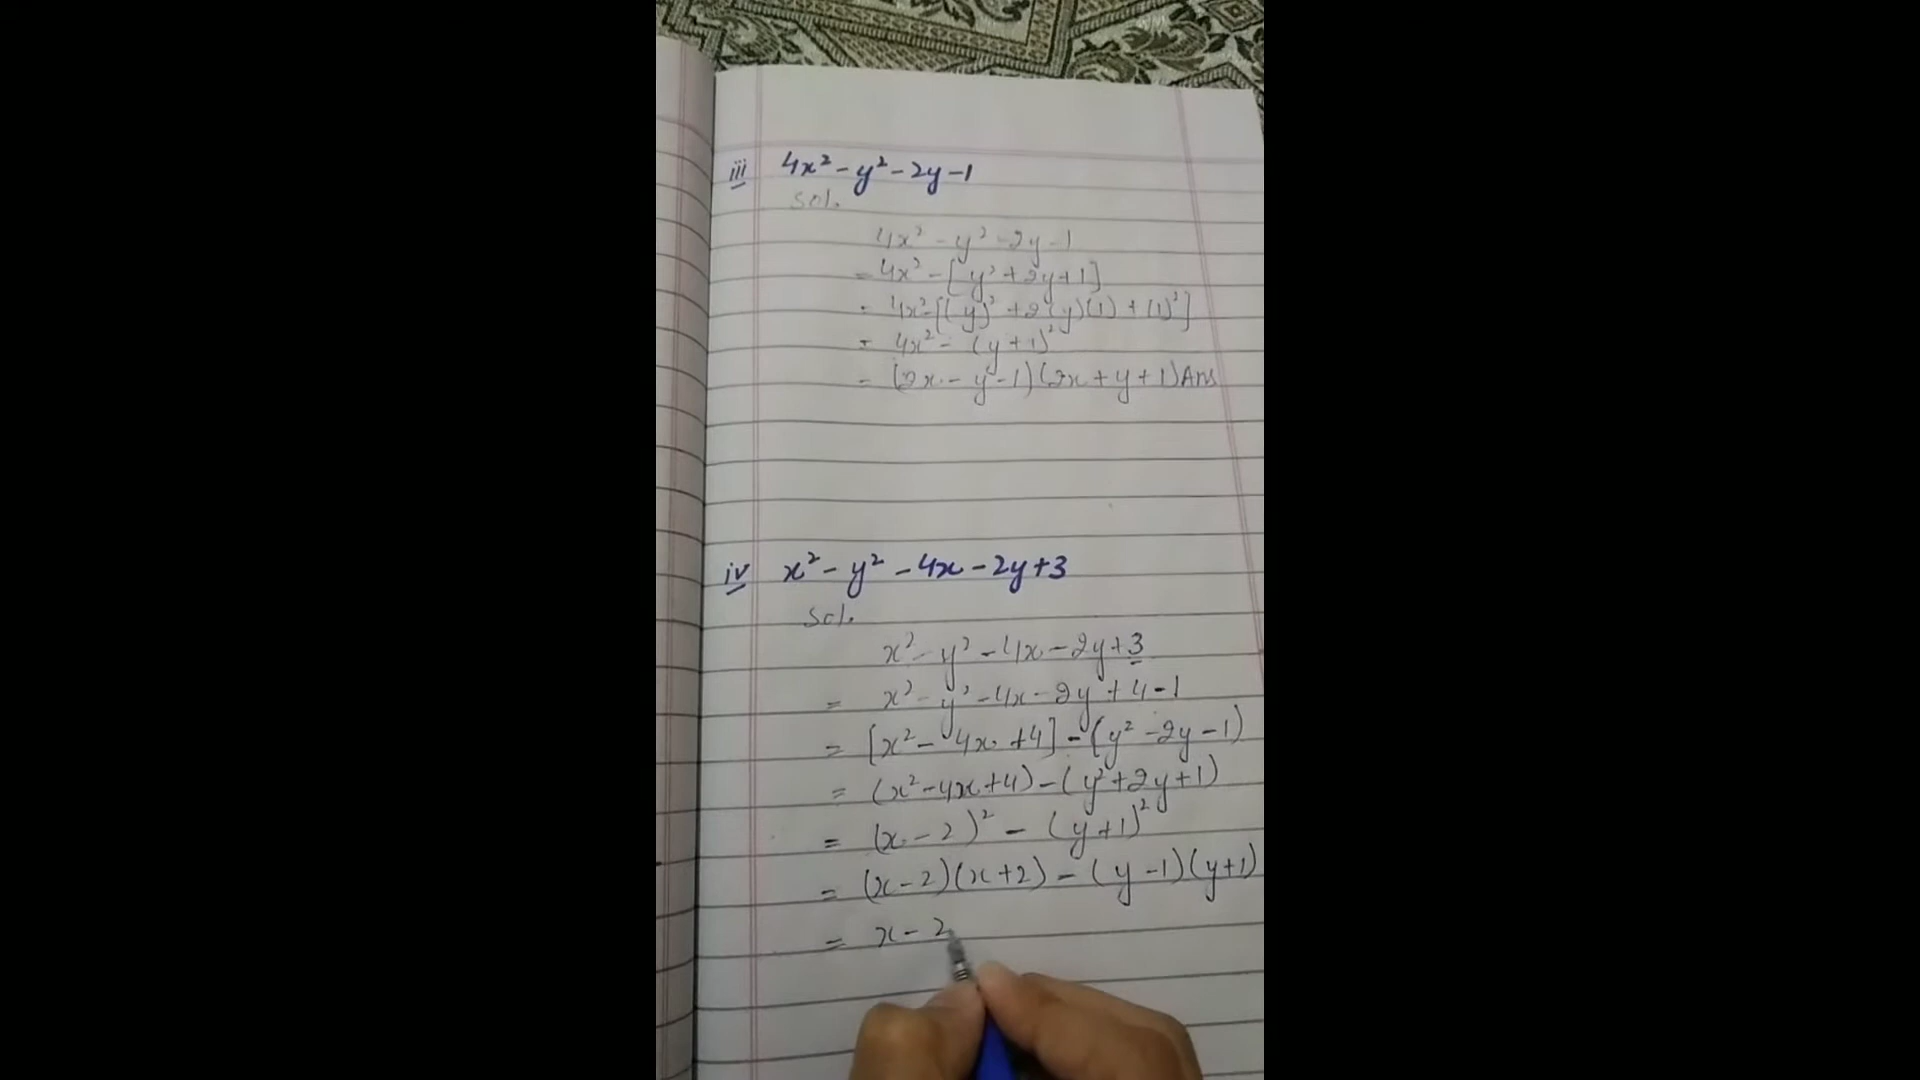 iii 4x² - y² - 2y - 1
Sol.
4x² - y² - 2y - 1
= 4x² - [y² + 2y + 1]
= 4x² - [(y)² + 2(y)(1) + (1)²]
= 4x² - (y + 1)²
= (2x - y - 1)(2x + y + 1) Ans
iv x² - y² - 4x - 2y + 3
Sol.
x² - y² - 4x - 2y + 3
= x² - y² - 4x - 2y + 4 - 1
= [x² - 4x + 4] - (y² - 2y - 1)
= (x² - 4x + 4) - (y² + 2y + 1)
= (x - 2)² - (y + 1)²
= (x - 2)(x + 2) - (y - 1)(y + 1)
= x - 2